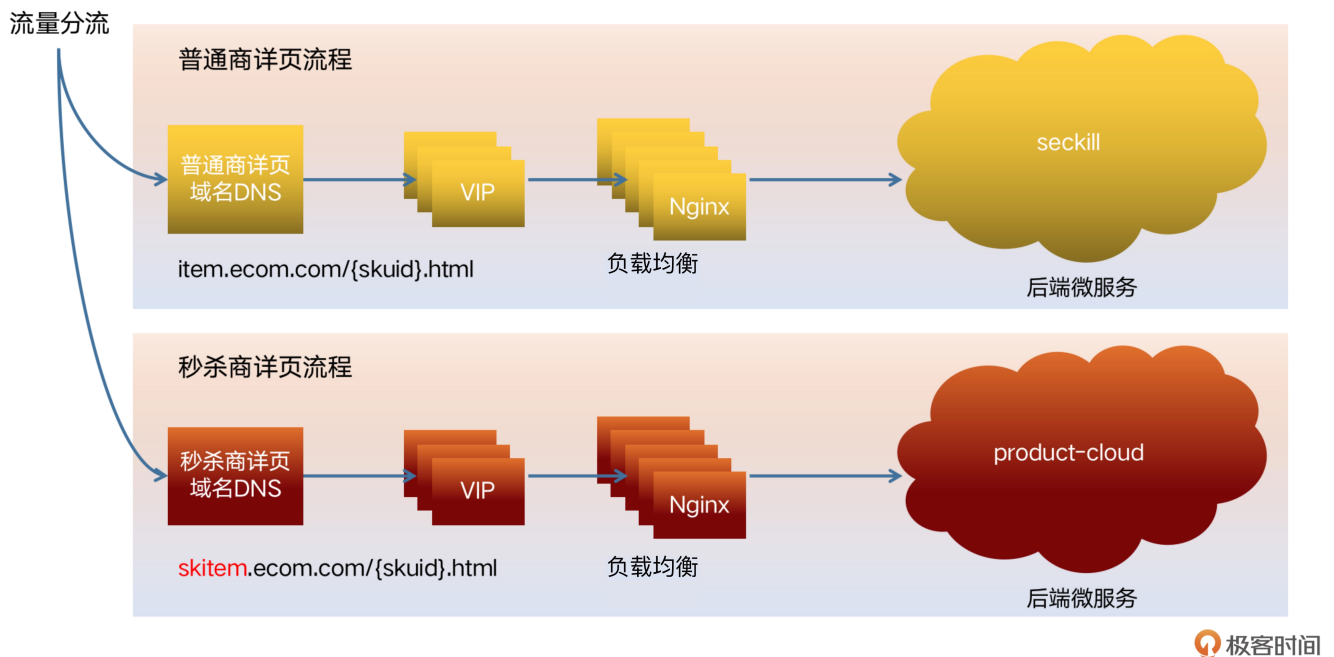 流量分流
普通商详页流程
普通商详页
域名DNS
VIP
Nginx
seckill
item.ecom.com/{skuid}.html
负载均衡
后端微服务
秒杀商详页流程
秒杀商详页
域名DNS
VIP
Nginx
product-cloud
skitem.ecom.com/{skuid}.html
负载均衡
后端微服务
极客时间